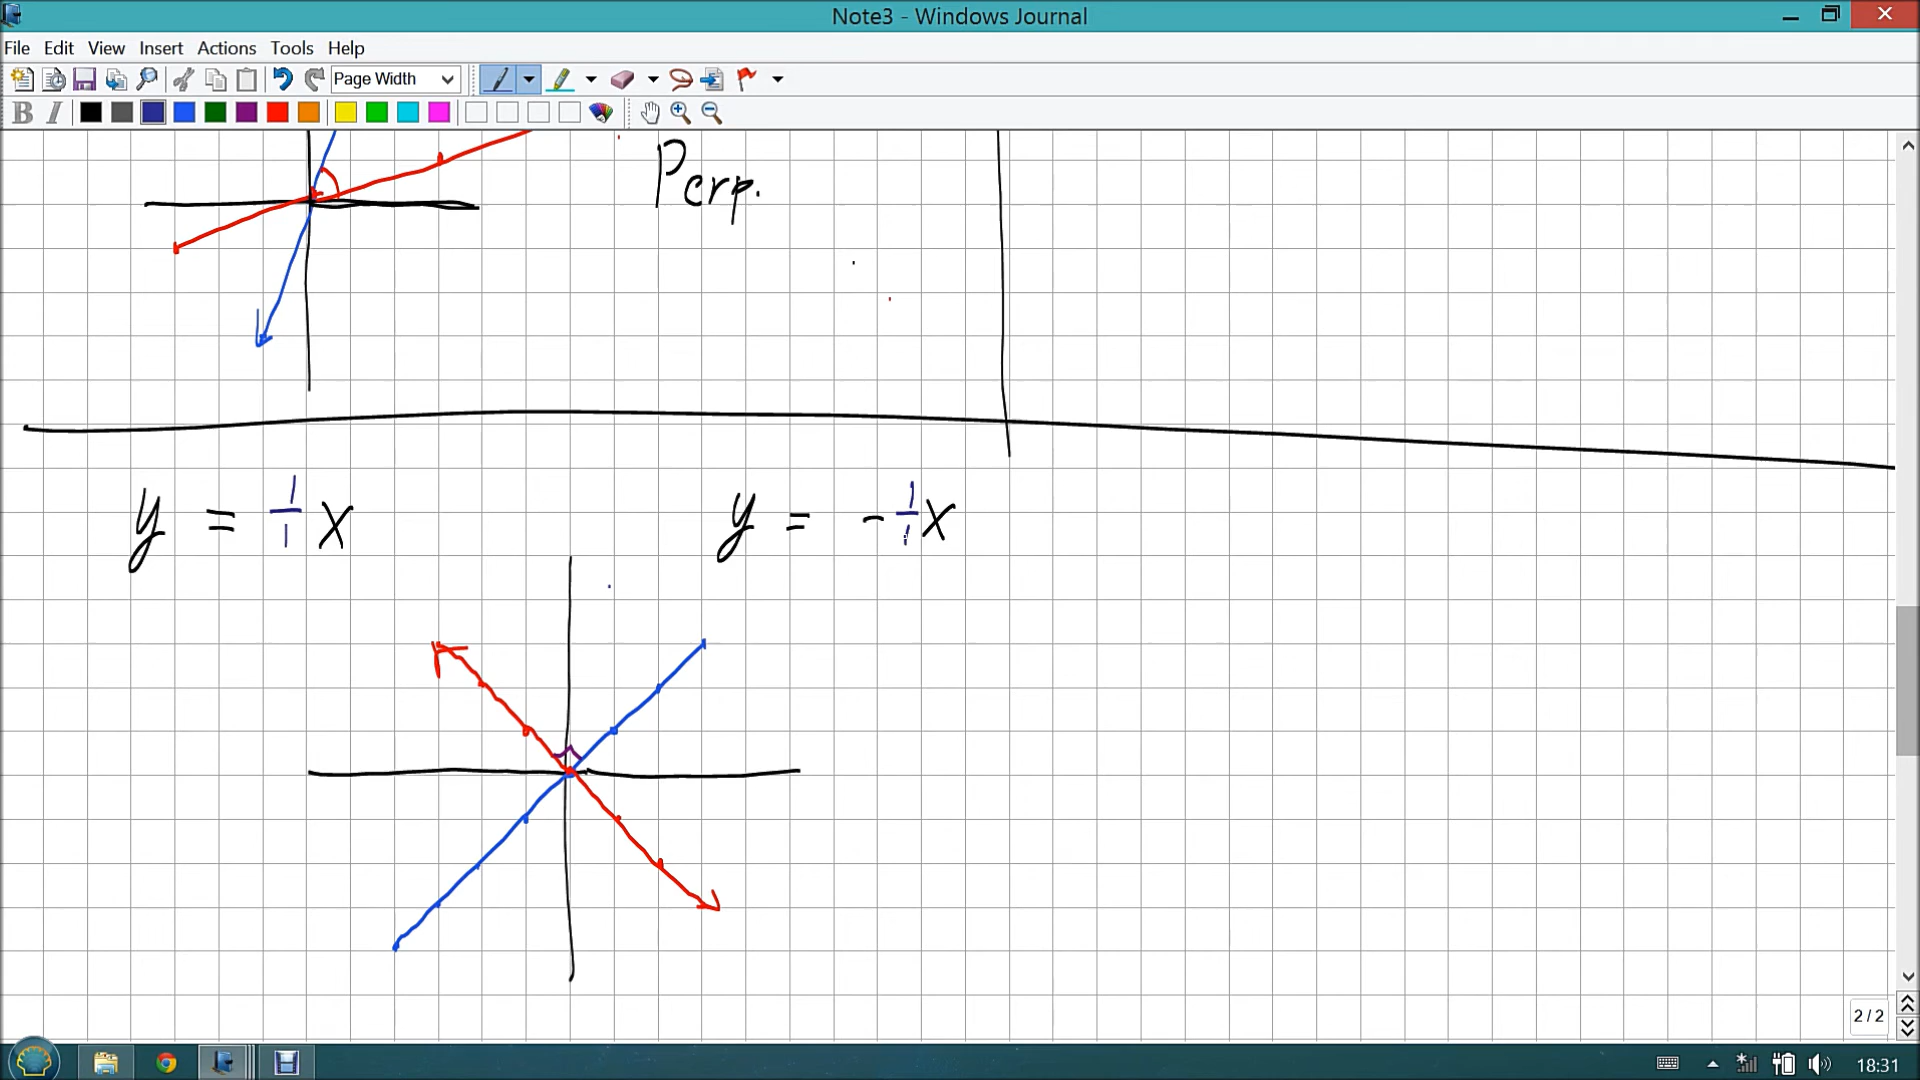 Note3 - Windows Journal
File Edit View Insert Actions Tools Help
Page Width
B I
Perp.
y = 1/1 x
y = - 1/1 x
2 / 2
18:31